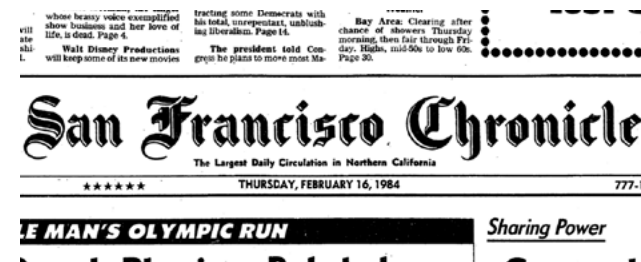 whose brassy voice exemplified
show business and her love of
life, is dead. Page 4.
Walt Disney Productions
will keep some of its new movies
tracting some Democrats with
his total, unrepentant, unblush-
ing liberalism. Page 14.
The president told Con-
gress he plans to move most Ma-
Bay Area: Clearing after
chance of showers Thursday
morning, then fair through Fri-
day. Highs, mid-50s to low 60s.
Page 30.
San Francisco Chronicle
The Largest Daily Circulation in Northern California
★★★★★★ THURSDAY, FEBRUARY 16, 1984 777-
LE MAN'S OLYMPIC RUN
Sharing Power